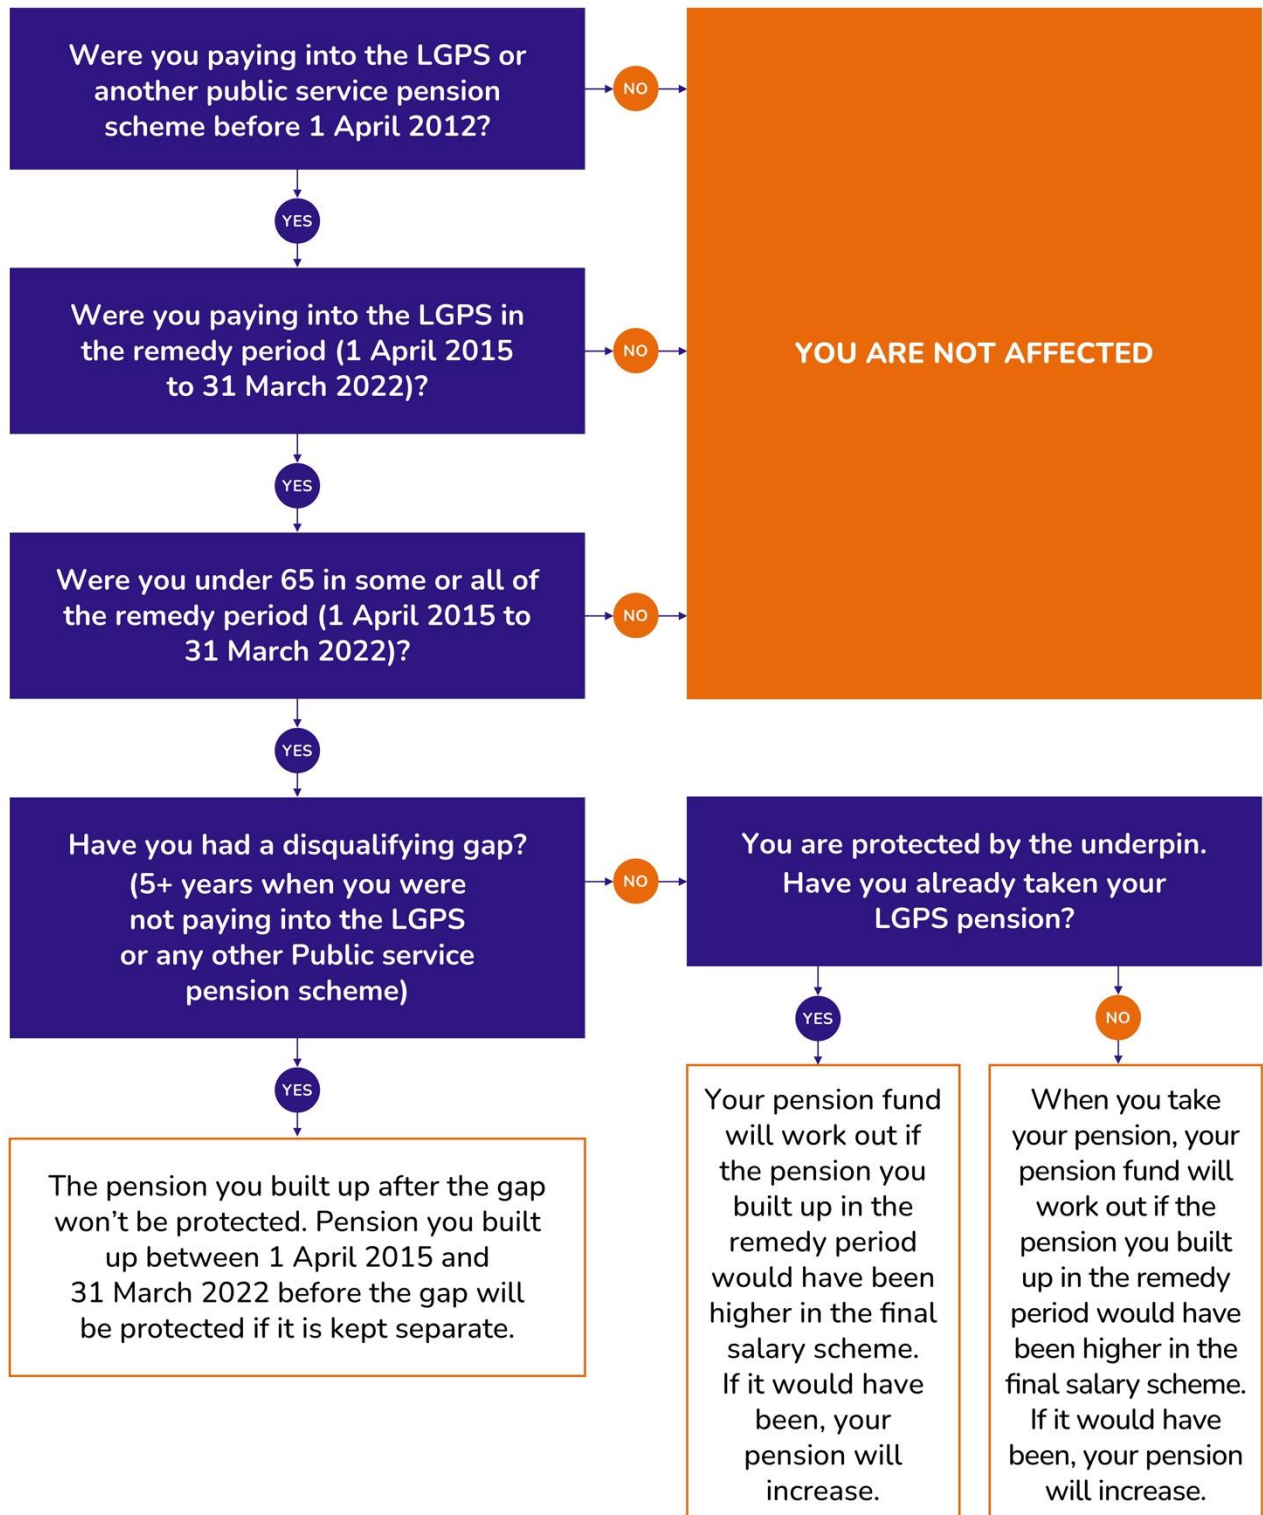 Were you paying into the LGPS or
another public service pension
scheme before 1 April 2012?
NO
YES
Were you paying into the LGPS in
the remedy period (1 April 2015
to 31 March 2022)?
NO
YOU ARE NOT AFFECTED
YES
Were you under 65 in some or all of
the remedy period (1 April 2015 to
31 March 2022)?
NO
YES
Have you had a disqualifying gap?
(5+ years when you were
not paying into the LGPS
or any other Public service
pension scheme)
NO
You are protected by the underpin.
Have you already taken your
LGPS pension?
YES
The pension you built up after the gap
won’t be protected. Pension you built
up between 1 April 2015 and
31 March 2022 before the gap will
be protected if it is kept separate.
YES
Your pension fund
will work out if
the pension you
built up in the
remedy period
would have been
higher in the final
salary scheme.
If it would have
been, your
pension will
increase.
NO
When you take
your pension, your
pension fund will
work out if the
pension you built
up in the remedy
period would have
been higher in the
final salary scheme.
If it would have
been, your pension
will increase.